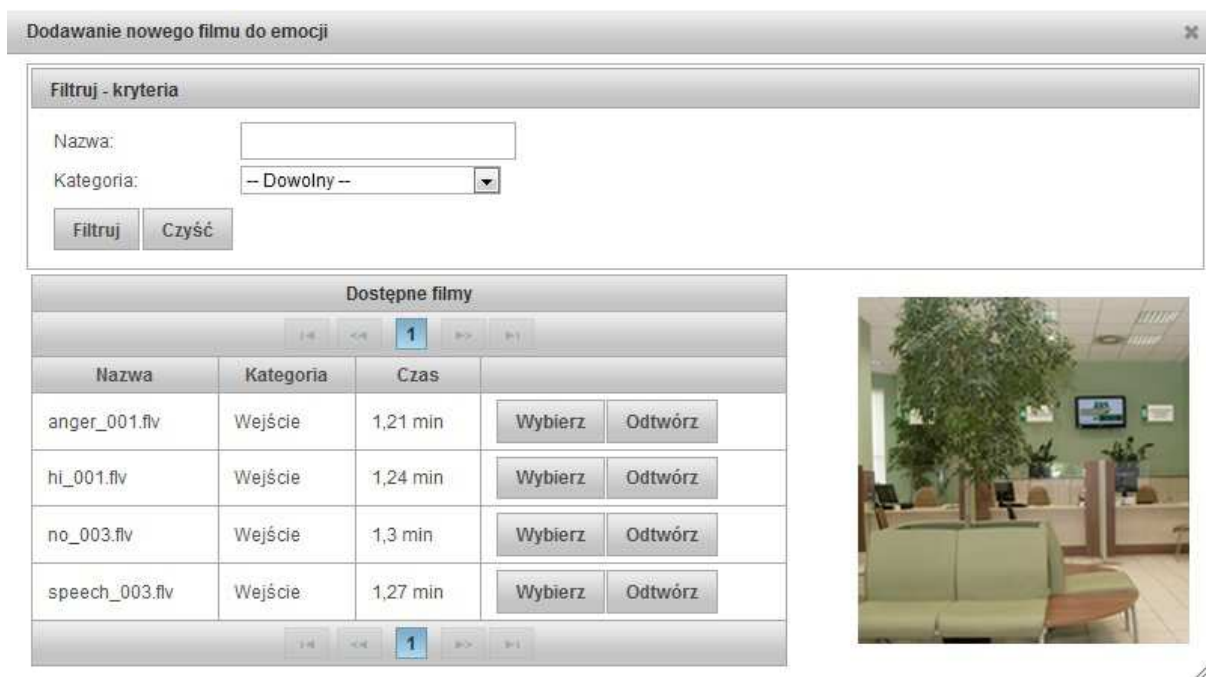 Dodawanie nowego filmu do emocji
Filtruj - kryteria
Nazwa:
Kategoria: -- Dowolny --
Filtruj Czyść
Dostępne filmy
1
Nazwa Kategoria Czas
anger_001.flv Wejście 1,21 min Wybierz Odtwórz
hi_001.flv Wejście 1,24 min Wybierz Odtwórz
no_003.flv Wejście 1,3 min Wybierz Odtwórz
speech_003.flv Wejście 1,27 min Wybierz Odtwórz
1